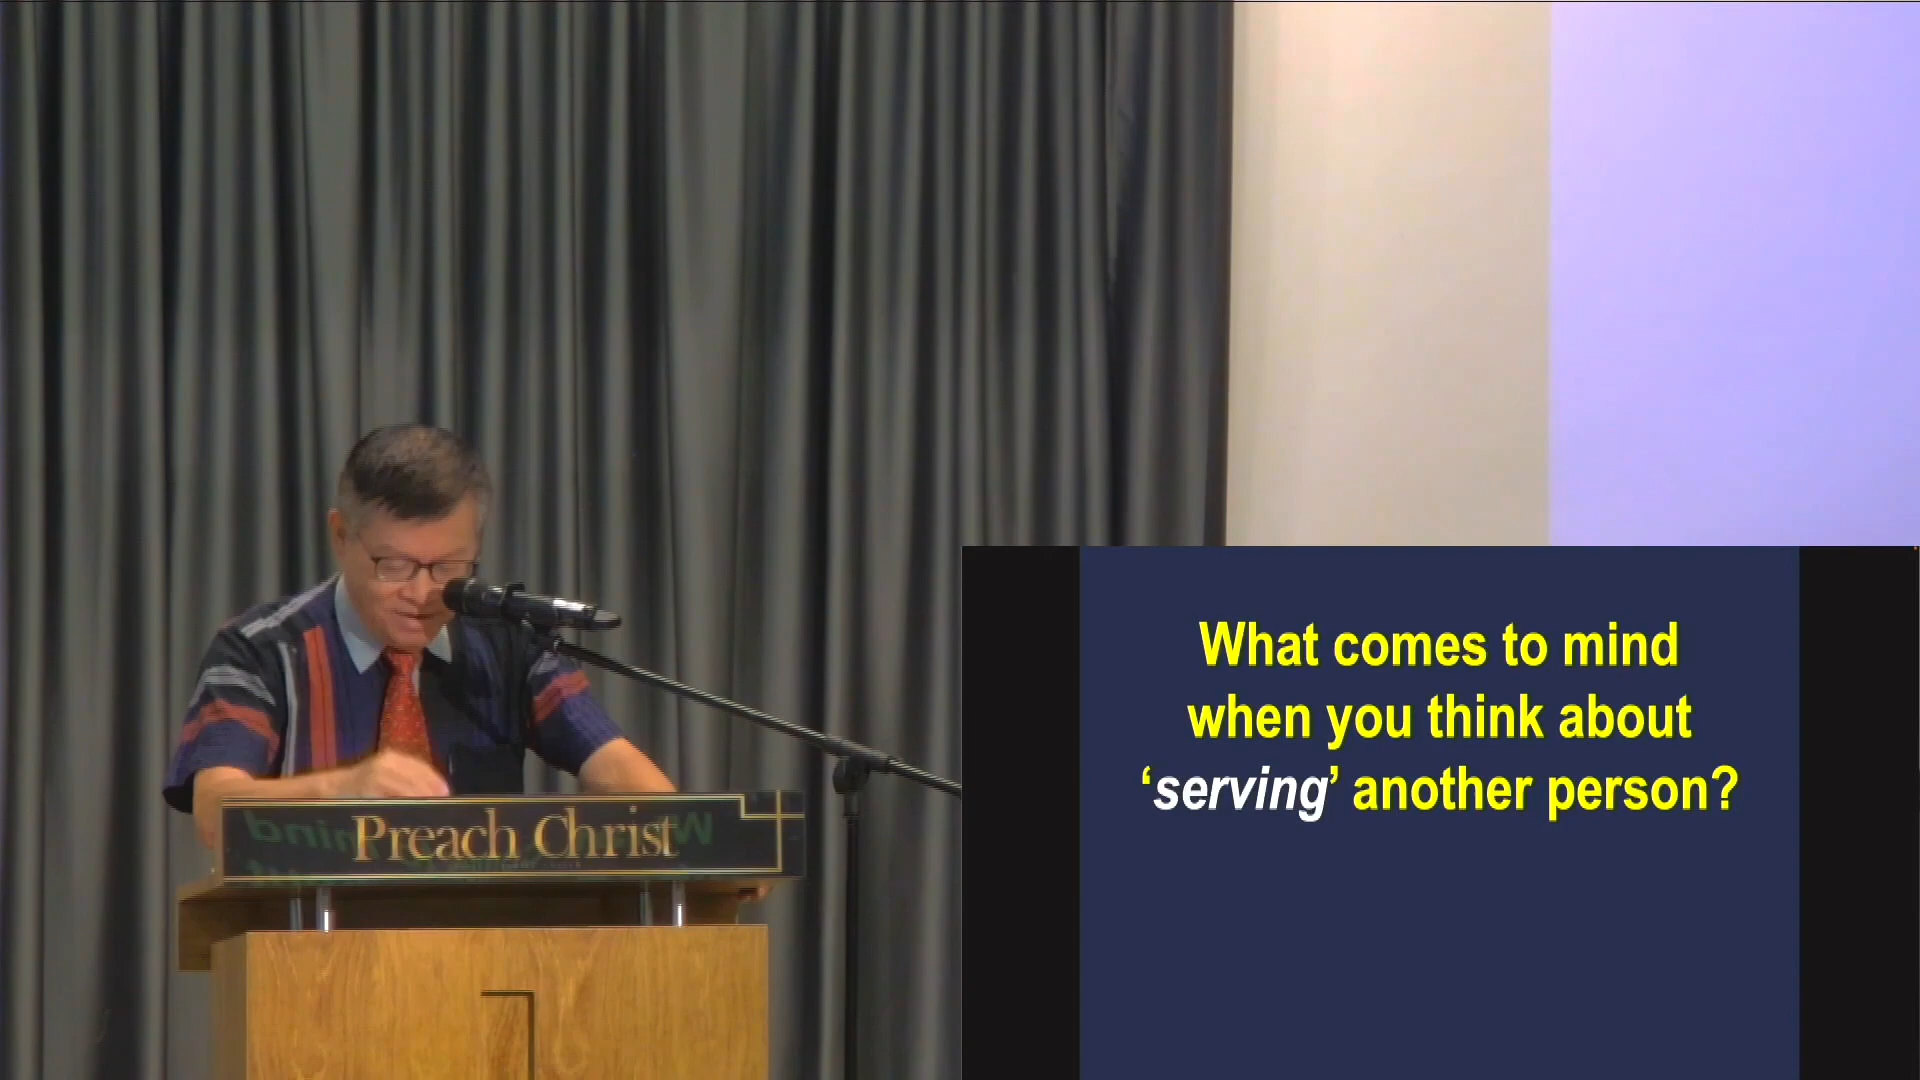 Preach Christ
What comes to mind
when you think about
‘serving’ another person?